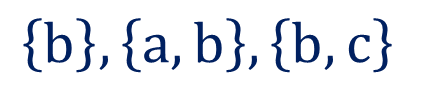 {b}, {a, b}, {b, c}